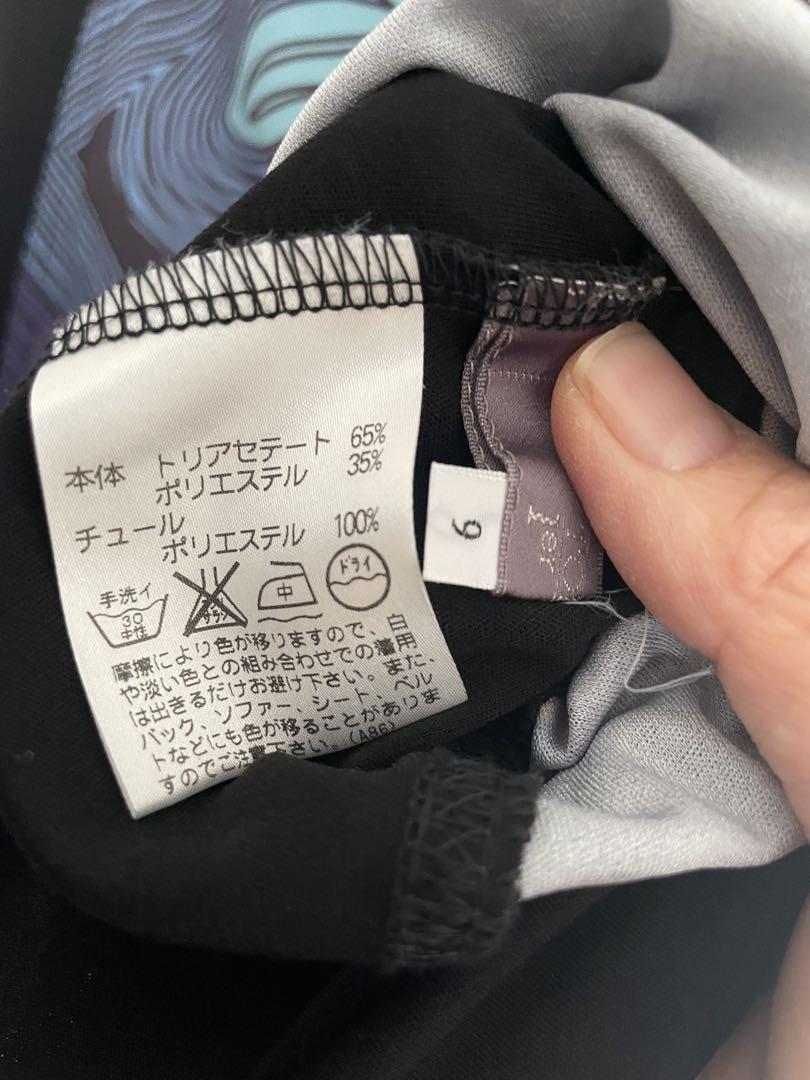 本体 トリアセテート 65%
ポリエステル 35%
チュール
ポリエステル 100%
手洗イ
30
中性
サラシ
中
ドライ
摩擦により色が移りますので、白
や淡い色との組み合わせでの着用
は出きるだけお避け下さい。また、
バック、ソファー、シート、ベル
トなどにも色が移ることがありま
すのでご注意下さい。(A86)